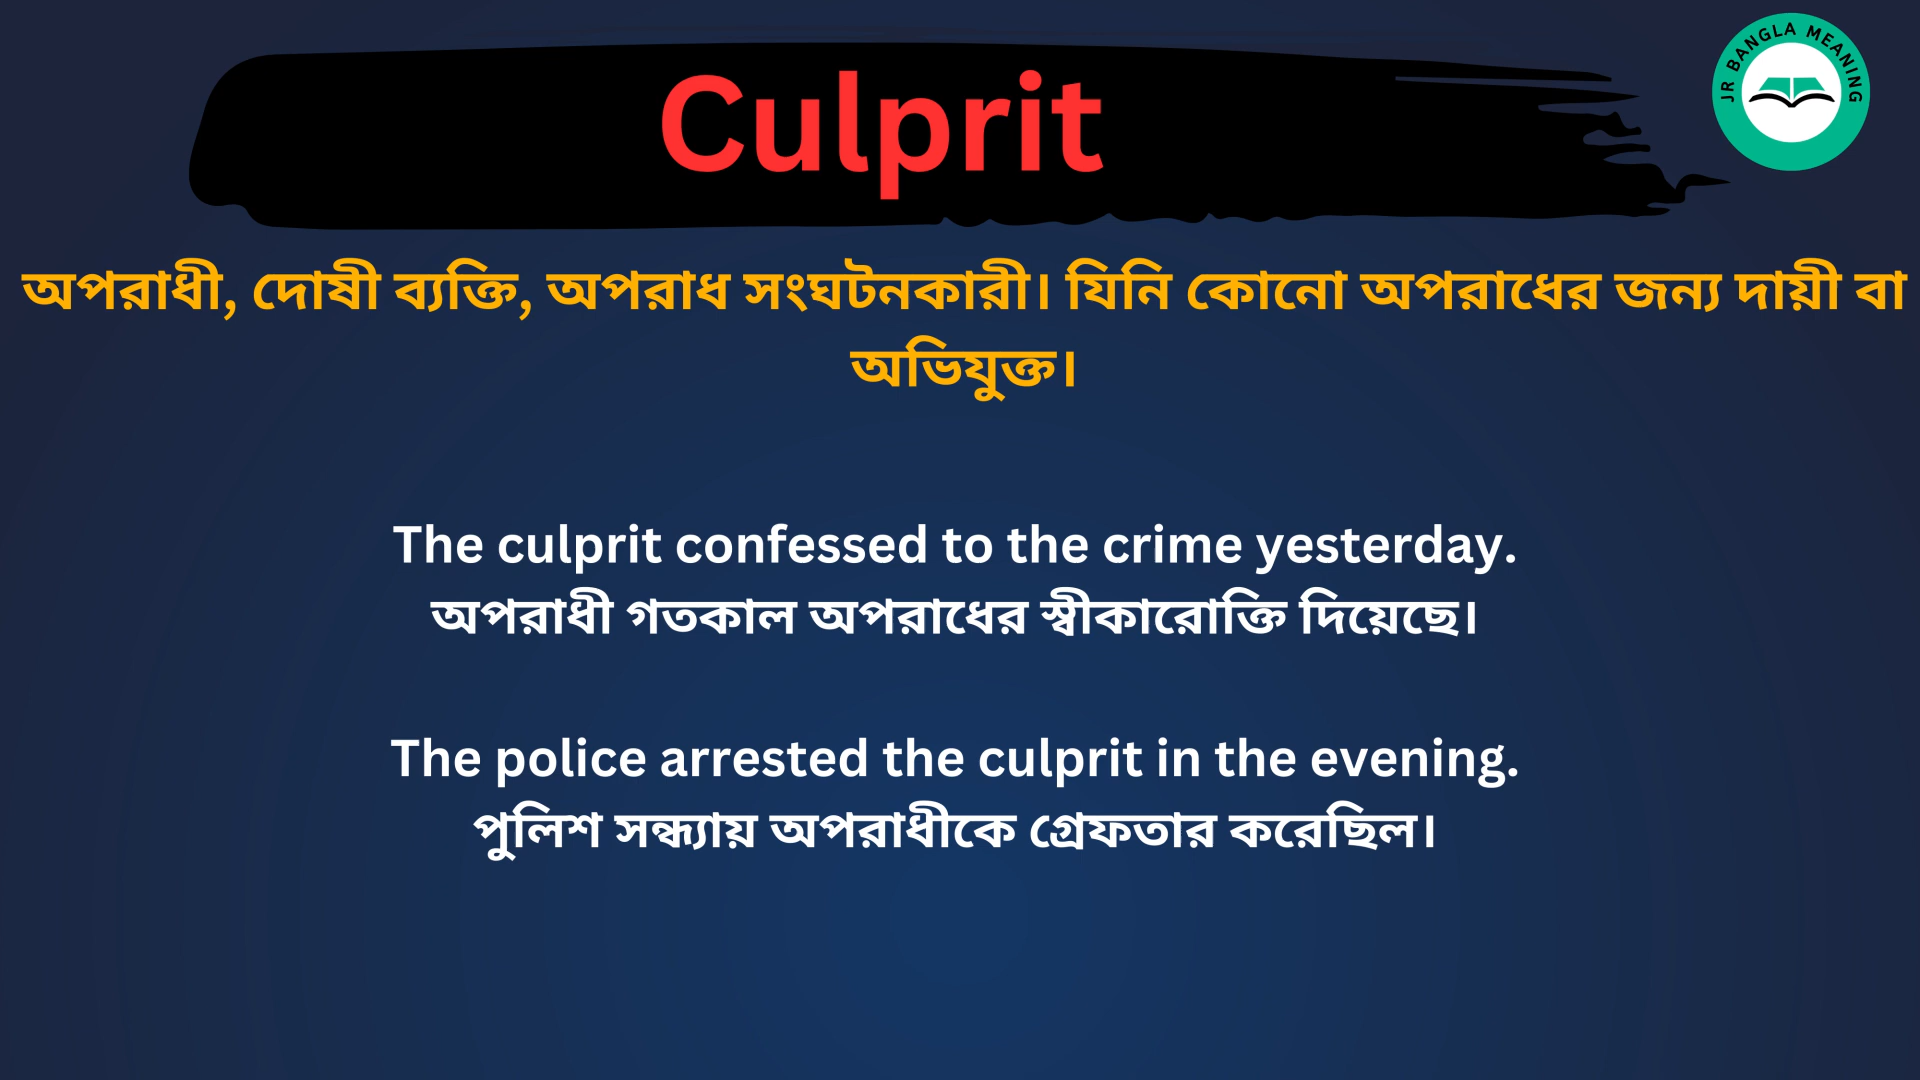 Culprit
JR BANGLA MEANING
অপরাধী, দোষী ব্যক্তি, অপরাধ সংঘটনকারী। যিনি কোনো অপরাধের জন্য দায়ী বা
অভিযুক্ত।
The culprit confessed to the crime yesterday.
অপরাধী গতকাল অপরাধের স্বীকারোক্তি দিয়েছে।
The police arrested the culprit in the evening.
পুলিশ সন্ধ্যায় অপরাধীকে গ্রেফতার করেছিল।